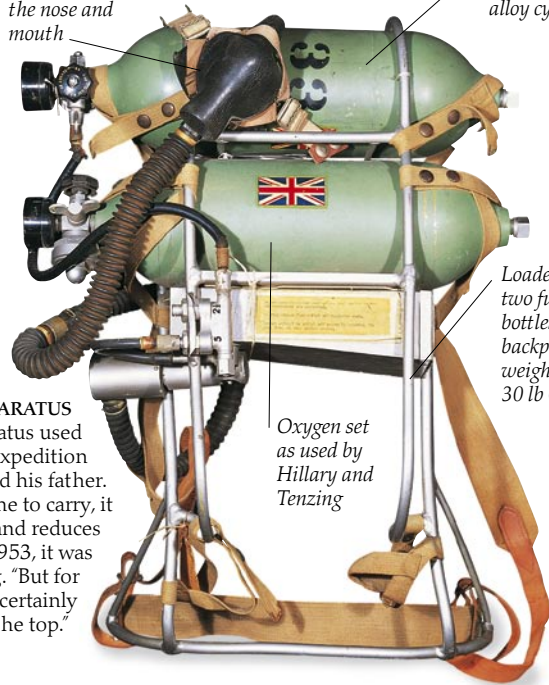 the nose and
mouth
alloy cy
33
Loade
two fu
bottle
backp
weigh
30 lb
ARATUS
atus used
xpedition
d his father.
ne to carry, it
and reduces
1953, it was
g. “But for
certainly
he top.”
Oxygen set
as used by
Hillary and
Tenzing